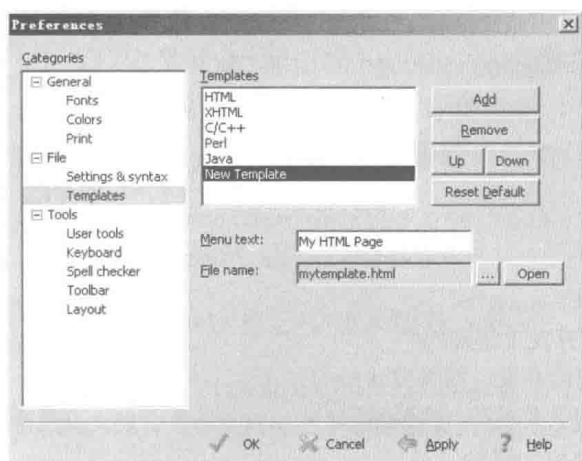 Preferences
Categories
General
Fonts
Colors
Print
File
Settings & syntax
Templates
Tools
User tools
Keyboard
Spell checker
Toolbar
Layout
Templates
HTML
XHTML
C/C++
Perl
Java
New Template
Add
Remove
Up Down
Reset Default
Menu text: My HTML Page
File name: mytemplate.html ... Open
OK Cancel Apply ? Help